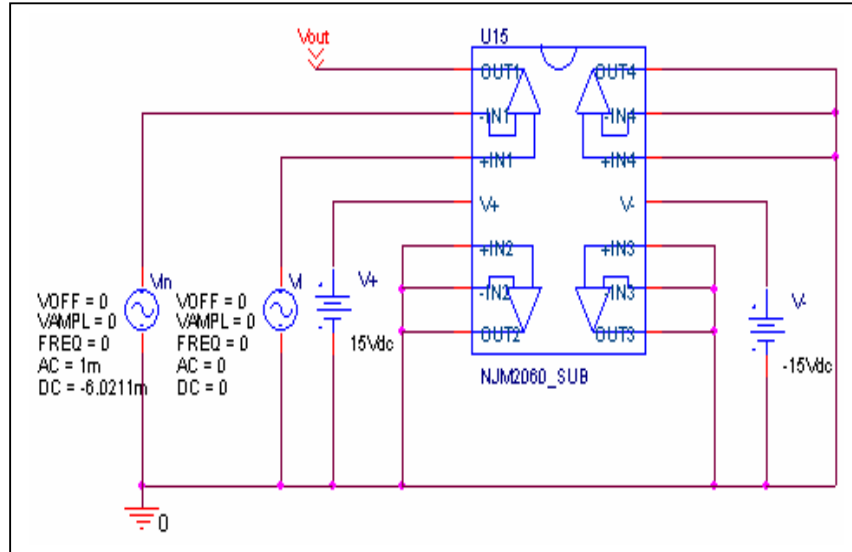 Vout
U15
OUT1
OUT4
-IN1
-IN4
+IN1
+IN4
V+
V-
+IN2
+IN3
-IN2
-IN3
OUT2
OUT3
NJM2060_SUB
Vin
VOFF = 0
VAMPL = 0
FREQ = 0
AC = 1m
DC = -6.0211m
VOFF = 0
VAMPL = 0
FREQ = 0
AC = 0
DC = 0
V+
15Vdc
V-
-15Vdc
0